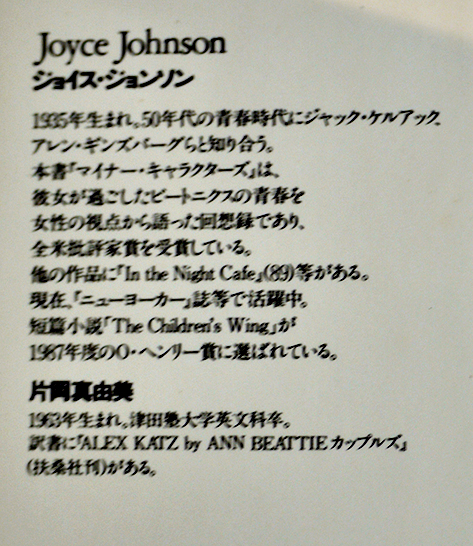 Joyce Johnson
ジョイス・ジョンソン
1935年生まれ。50年代の青春時代にジャック・ケルアック、
アレン・ギンズバーグらと知り合う。
本書『マイナー・キャラクターズ』は、
彼女が過ごしたビートニクスの青春を
女性の視点から語った回想録であり、
全米批評家賞を受賞している。
他の作品に『In the Night Cafe』(89)等がある。
現在、『ニューヨーカー』誌等で活躍中。
短篇小説「The Children's Wing」が
1987年度のO・ヘンリー賞に選ばれている。
片岡真由美
1963年生まれ。津田塾大学英文科卒。
訳書に『ALEX KATZ by ANN BEATTIE カップルズ』
(扶桑社刊)がある。